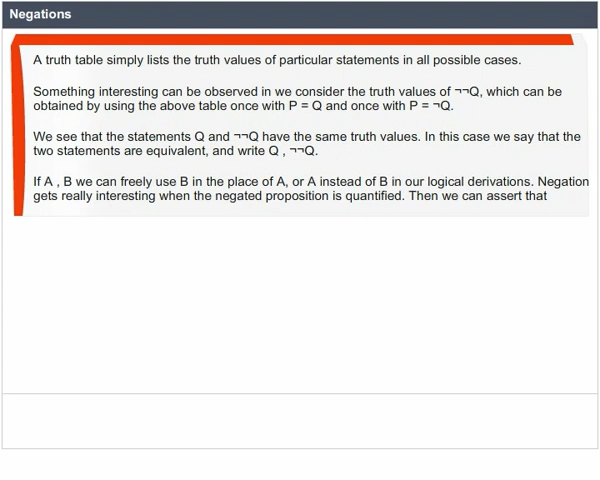 Negations
A truth table simply lists the truth values of particular statements in all possible cases.
Something interesting can be observed in we consider the truth values of ¬¬Q, which can be
obtained by using the above table once with P = Q and once with P = ¬Q.
We see that the statements Q and ¬¬Q have the same truth values. In this case we say that the
two statements are equivalent, and write Q , ¬¬Q.
If A , B we can freely use B in the place of A, or A instead of B in our logical derivations. Negation
gets really interesting when the negated proposition is quantified. Then we can assert that